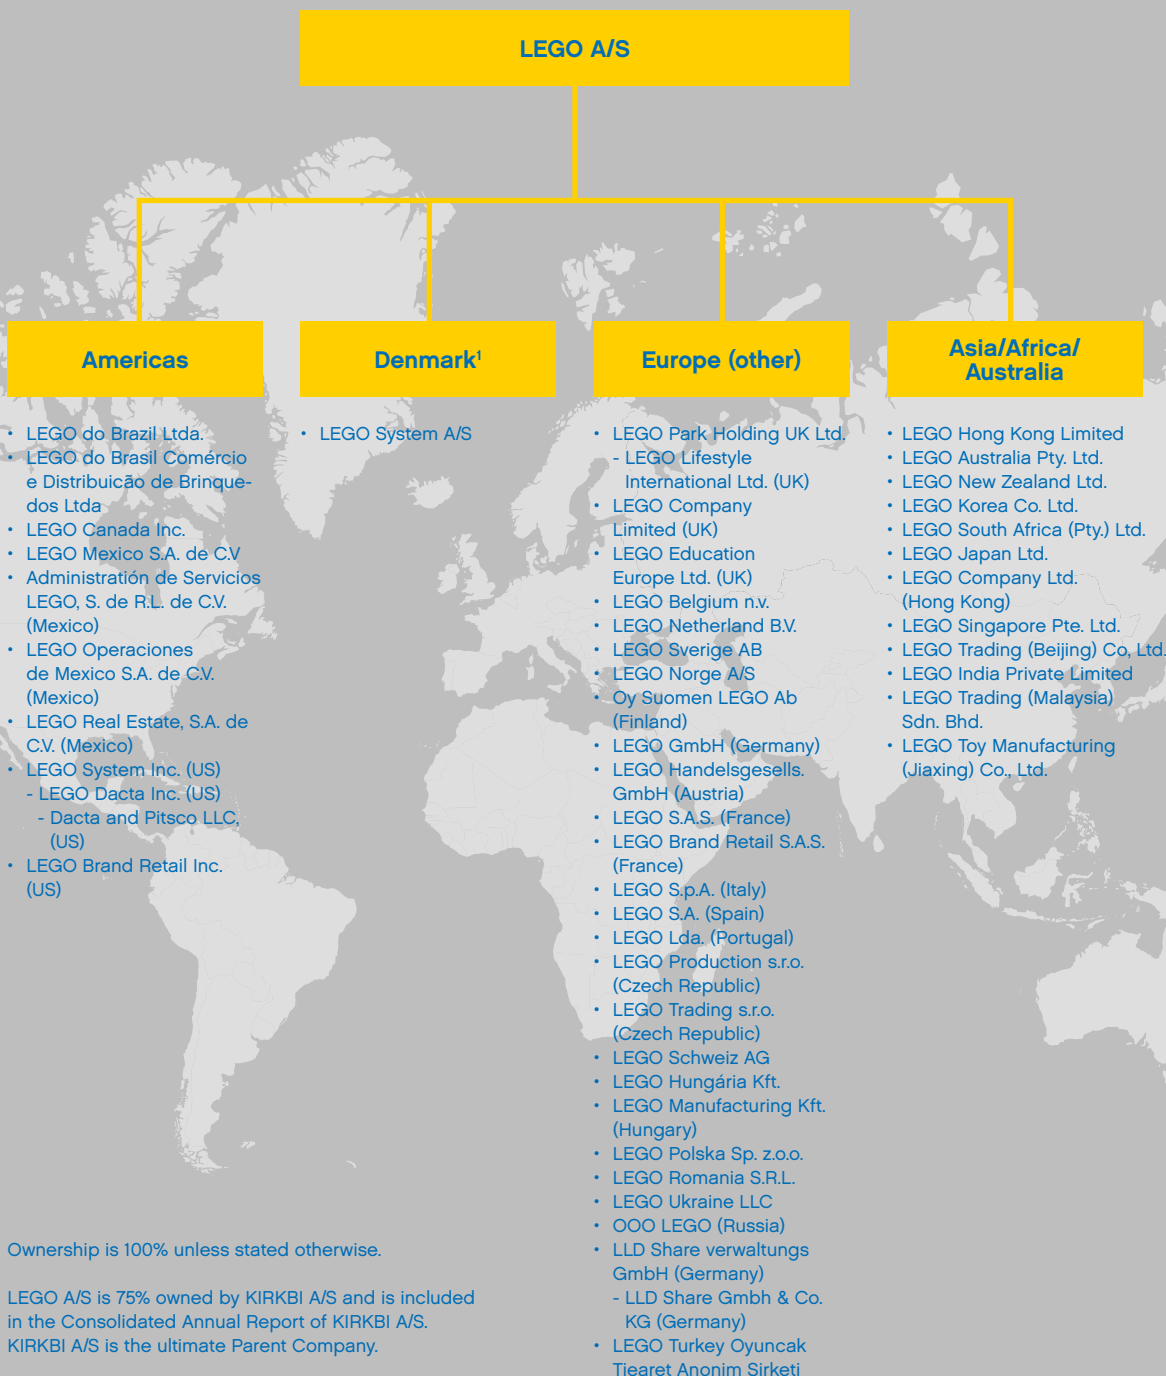 LEGO A/S
Americas
• LEGO do Brazil Ltda.
• LEGO do Brasil Comércio
e Distribuicão de Brinque-
dos Ltda
• LEGO Canada Inc.
• LEGO Mexico S.A. de C.V
• Administratión de Servicios
LEGO, S. de R.L. de C.V.
(Mexico)
• LEGO Operaciones
de Mexico S.A. de C.V.
(Mexico)
• LEGO Real Estate, S.A. de
C.V. (Mexico)
• LEGO System Inc. (US)
- LEGO Dacta Inc. (US)
- Dacta and Pitsco LLC,
(US)
• LEGO Brand Retail Inc.
(US)
Denmark¹
• LEGO System A/S
Europe (other)
• LEGO Park Holding UK Ltd.
- LEGO Lifestyle
International Ltd. (UK)
• LEGO Company
Limited (UK)
• LEGO Education
Europe Ltd. (UK)
• LEGO Belgium n.v.
• LEGO Netherland B.V.
• LEGO Sverige AB
• LEGO Norge A/S
• Oy Suomen LEGO Ab
(Finland)
• LEGO GmbH (Germany)
• LEGO Handelsgesells.
GmbH (Austria)
• LEGO S.A.S. (France)
• LEGO Brand Retail S.A.S.
(France)
• LEGO S.p.A. (Italy)
• LEGO S.A. (Spain)
• LEGO Lda. (Portugal)
• LEGO Production s.r.o.
(Czech Republic)
• LEGO Trading s.r.o.
(Czech Republic)
• LEGO Schweiz AG
• LEGO Hungária Kft.
• LEGO Manufacturing Kft.
(Hungary)
• LEGO Polska Sp. z.o.o.
• LEGO Romania S.R.L.
• LEGO Ukraine LLC
• OOO LEGO (Russia)
• LLD Share verwaltungs
GmbH (Germany)
- LLD Share Gmbh & Co.
KG (Germany)
• LEGO Turkey Oyuncak
Tiearet Anonim Sirketi
Asia/Africa/
Australia
• LEGO Hong Kong Limited
• LEGO Australia Pty. Ltd.
• LEGO New Zealand Ltd.
• LEGO Korea Co. Ltd.
• LEGO South Africa (Pty.) Ltd.
• LEGO Japan Ltd.
• LEGO Company Ltd.
(Hong Kong)
• LEGO Singapore Pte. Ltd.
• LEGO Trading (Beijing) Co, Ltd.
• LEGO India Private Limited
• LEGO Trading (Malaysia)
Sdn. Bhd.
• LEGO Toy Manufacturing
(Jiaxing) Co., Ltd.
Ownership is 100% unless stated otherwise.
LEGO A/S is 75% owned by KIRKBI A/S and is included
in the Consolidated Annual Report of KIRKBI A/S.
KIRKBI A/S is the ultimate Parent Company.